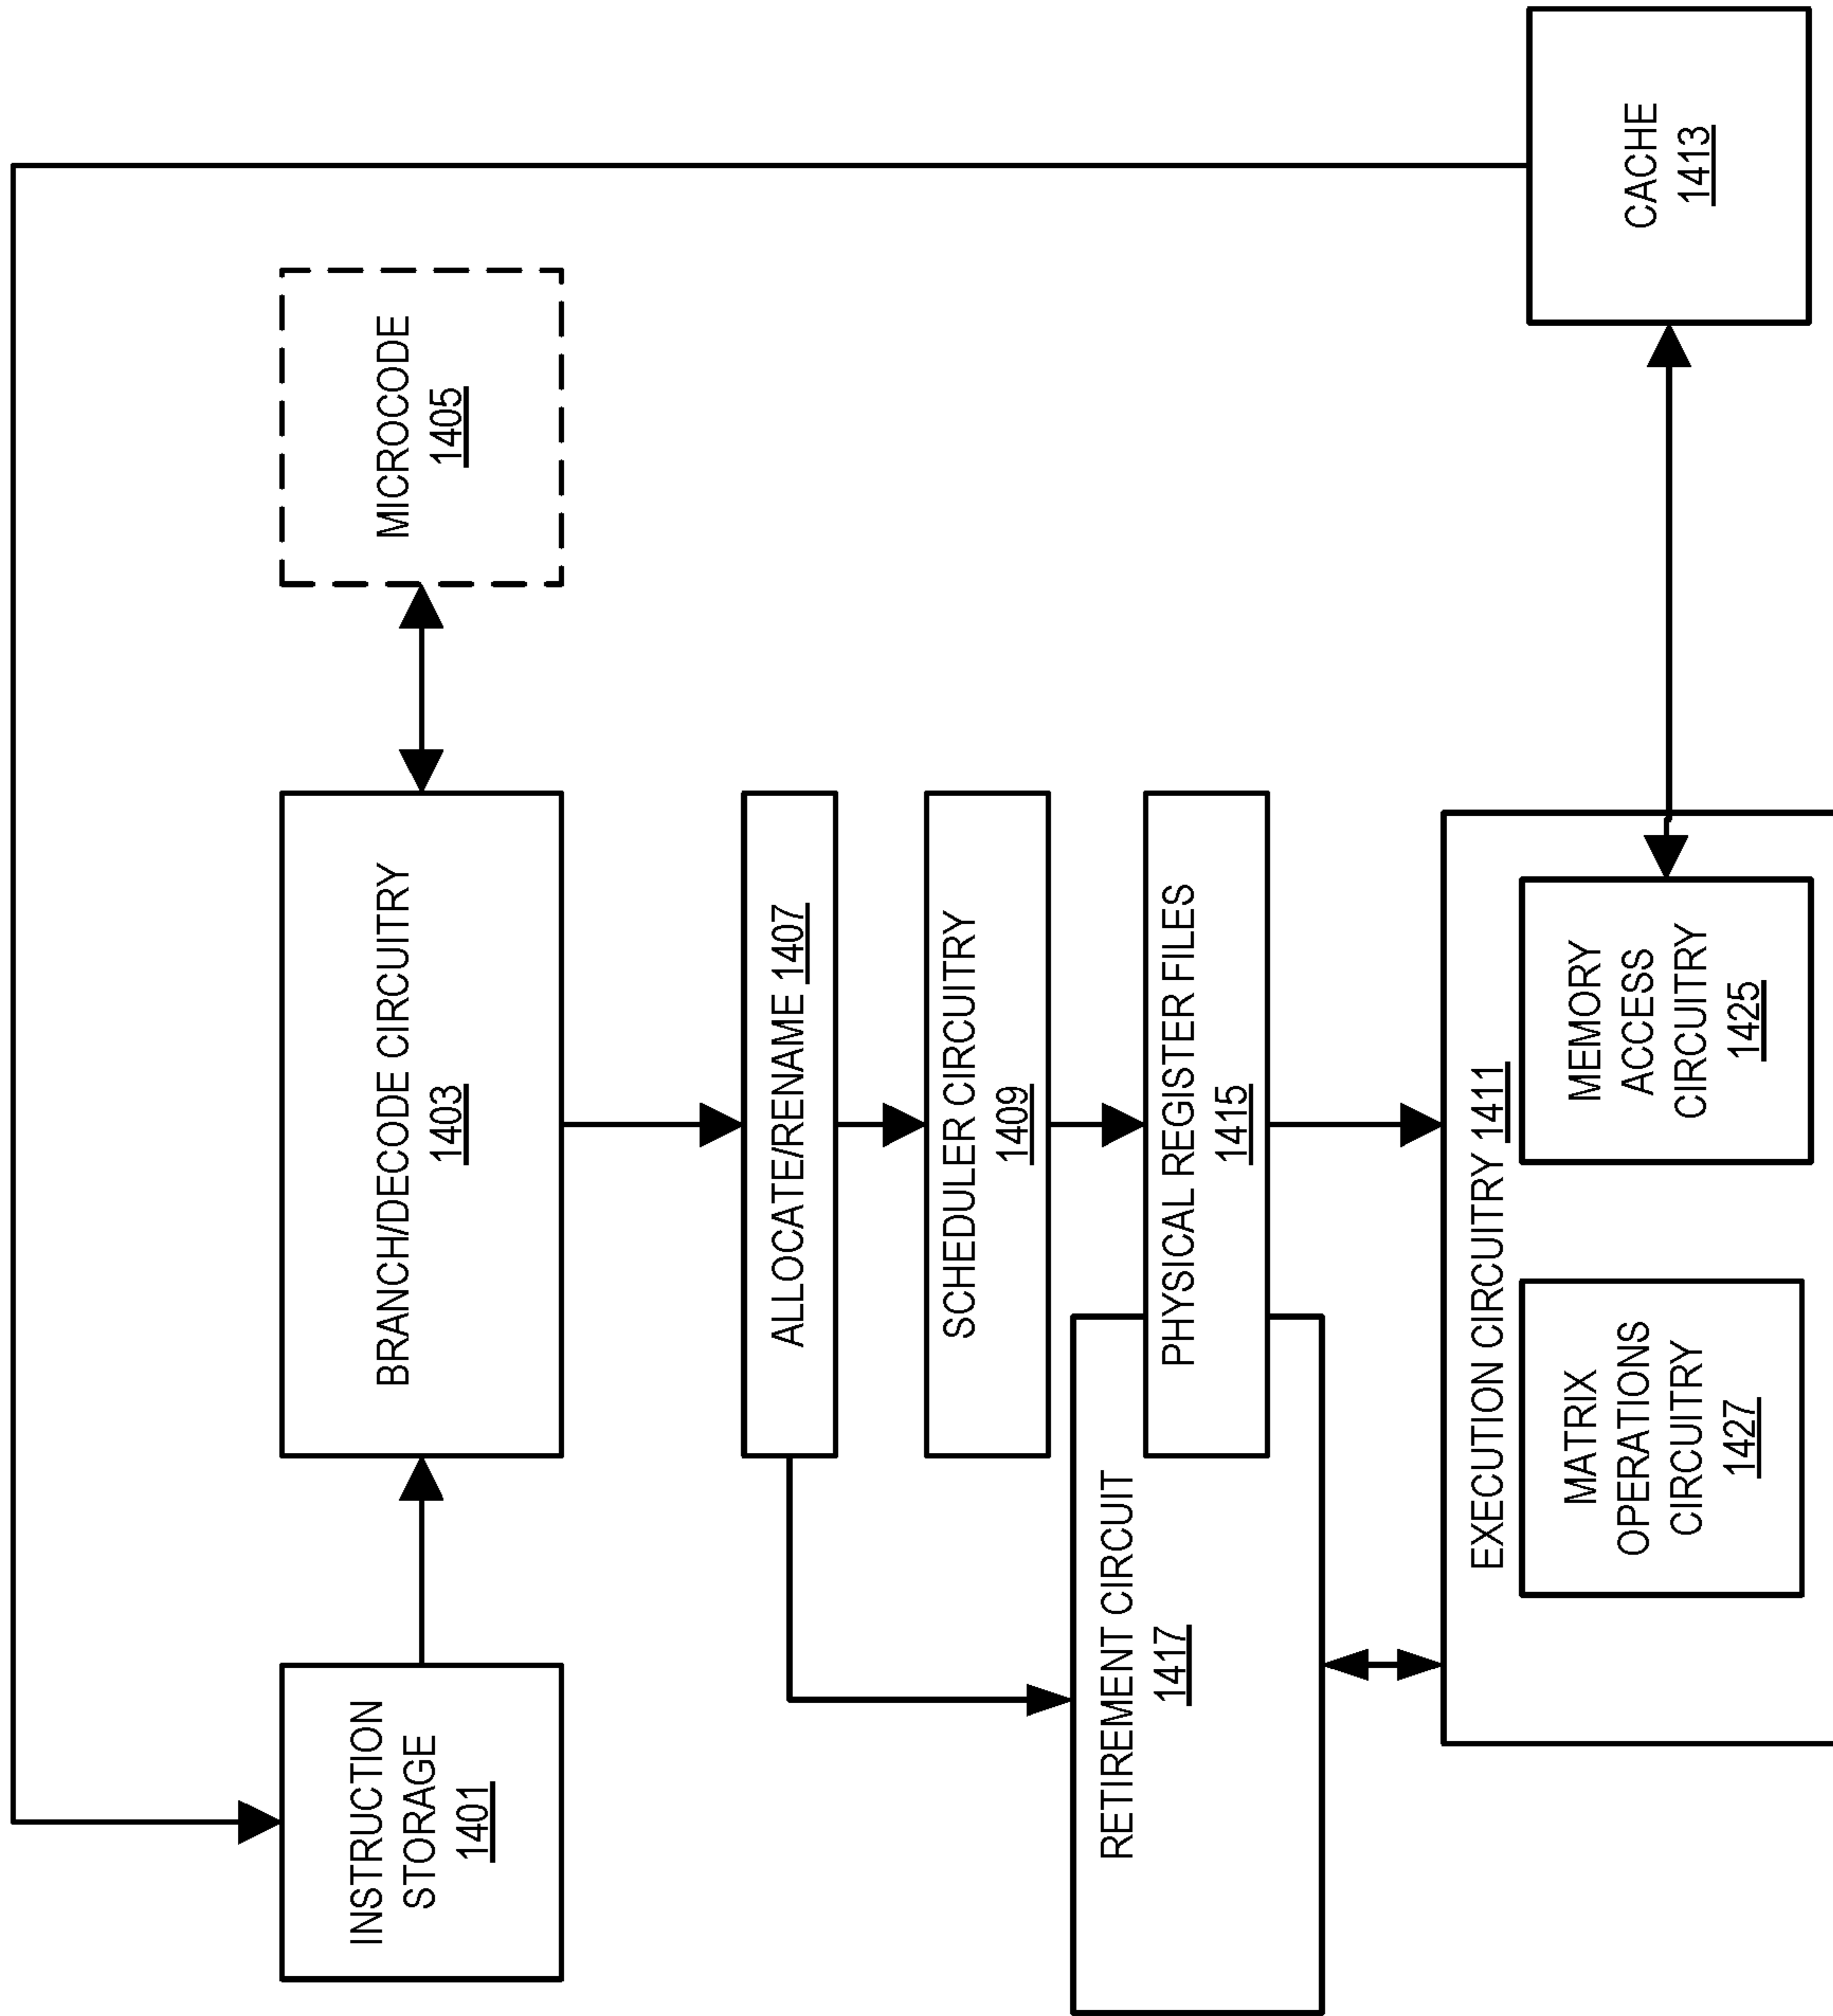 INSTRUCTION
STORAGE
1401
BRANCH/DECODE CIRCUITRY
1403
MICROCODE
1405
ALLOCATE/RENAME 1407
SCHEDULER CIRCUITRY
1409
RETIREMENT CIRCUIT
1417
PHYSICAL REGISTER FILES
1415
EXECUTION CIRCUITRY 1411
MATRIX
OPERATIONS
CIRCUITRY
1427
MEMORY
ACCESS
CIRCUITRY
1425
CACHE
1413